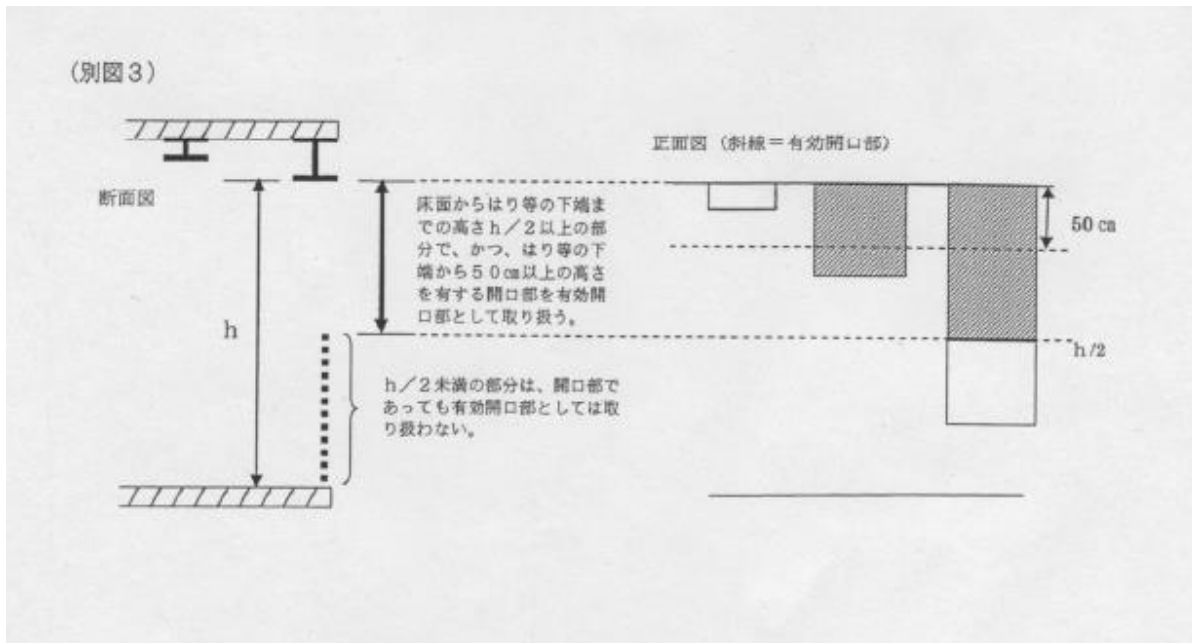 (別図3)
正面図(斜線=有効開口部)
断面図
床面からはり等の下端ま
での高さh/2以上の部
分で、かつ、はり等の下
端から50㎝以上の高さ
を有する開口部を有効開
口部として取り扱う。
50㎝
h
h/2
h/2未満の部分は、開口部で
あっても有効開口部としては取
り扱わない。